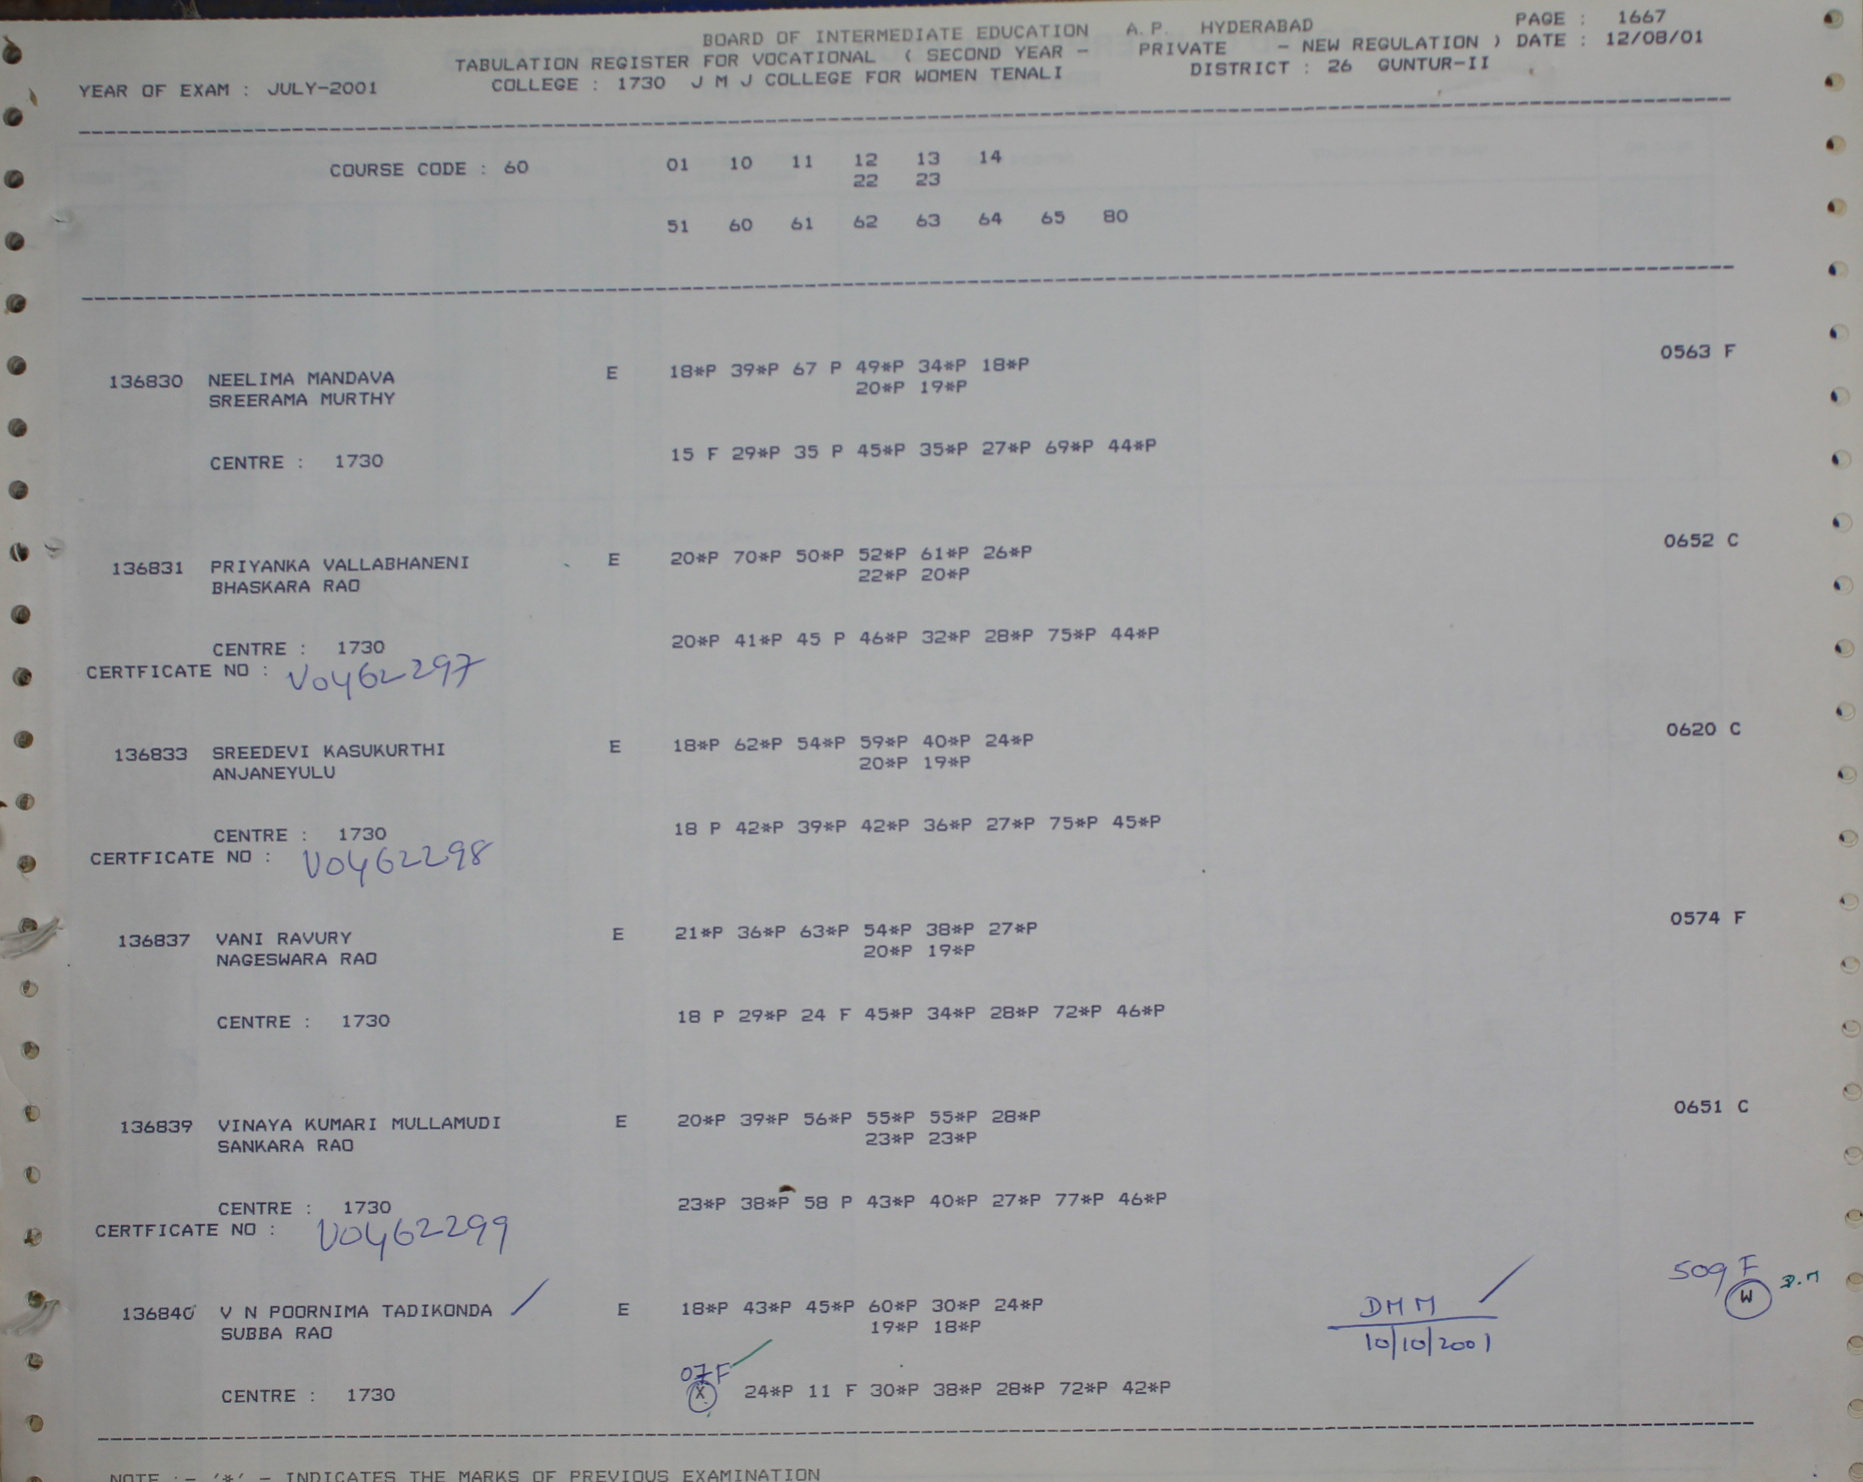 BOARD OF INTERMEDIATE EDUCATION A.P. HYDERABAD PAGE : 1667
TABULATION REGISTER FOR VOCATIONAL ( SECOND YEAR - PRIVATE - NEW REGULATION ) DATE : 12/08/01
YEAR OF EXAM : JULY-2001 COLLEGE : 1730 J M J COLLEGE FOR WOMEN TENALI DISTRICT : 26 GUNTUR-II
COURSE CODE : 60 01 10 11 12 13 14
22 23
51 60 61 62 63 64 65 80
136830 NEELIMA MANDAVA E 18*P 39*P 67 P 49*P 34*P 18*P 0563 F
SREERAMA MURTHY 20*P 19*P
CENTRE : 1730 15 F 29*P 35 P 45*P 35*P 27*P 69*P 44*P
136831 PRIYANKA VALLABHANENI E 20*P 70*P 50*P 52*P 61*P 26*P 0652 C
BHASKARA RAO 22*P 20*P
CENTRE : 1730 20*P 41*P 45 P 46*P 32*P 28*P 75*P 44*P
CERTFICATE NO : V0462297
136833 SREEDEVI KASUKURTHI E 18*P 62*P 54*P 59*P 40*P 24*P 0620 C
ANJANEYULU 20*P 19*P
CENTRE : 1730 18 P 42*P 39*P 42*P 36*P 27*P 75*P 45*P
CERTFICATE NO : V0462298
136837 VANI RAVURY E 21*P 36*P 63*P 54*P 38*P 27*P 0574 F
NAGESWARA RAO 20*P 19*P
CENTRE : 1730 18 P 29*P 24 F 45*P 34*P 28*P 72*P 46*P
136839 VINAYA KUMARI MULLAMUDI E 20*P 39*P 56*P 55*P 55*P 28*P 0651 C
SANKARA RAO 23*P 23*P
CENTRE : 1730 23*P 38*P 58 P 43*P 40*P 27*P 77*P 46*P
CERTFICATE NO : V0462299
509 F
136840 V N POORNIMA TADIKONDA E 18*P 43*P 45*P 60*P 30*P 24*P DMM W D.M
SUBBA RAO 19*P 18*P 10/10/2001
07F
CENTRE : 1730 X 24*P 11 F 30*P 38*P 28*P 72*P 42*P
NOTE :- '*' - INDICATES THE MARKS OF PREVIOUS EXAMINATION